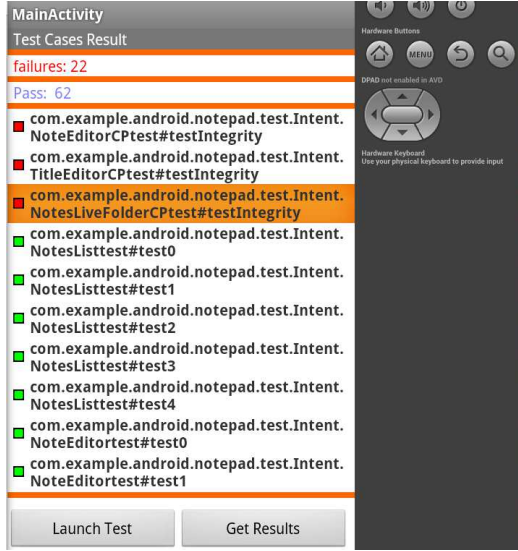 MainActivity
Test Cases Result
failures: 22
Pass: 62
com.example.android.notepad.test.Intent.
NoteEditorCPtest#testIntegrity
com.example.android.notepad.test.Intent.
TitleEditorCPtest#testIntegrity
com.example.android.notepad.test.Intent.
NotesLiveFolderCPtest#testIntegrity
com.example.android.notepad.test.Intent.
NotesListtest#test0
com.example.android.notepad.test.Intent.
NotesListtest#test1
com.example.android.notepad.test.Intent.
NotesListtest#test2
com.example.android.notepad.test.Intent.
NotesListtest#test3
com.example.android.notepad.test.Intent.
NotesListtest#test4
com.example.android.notepad.test.Intent.
NoteEditortest#test0
com.example.android.notepad.test.Intent.
NoteEditortest#test1
Launch Test
Get Results
Hardware Buttons
MENU
DPAD not enabled in AVD
Hardware Keyboard
Use your physical keyboard to provide input